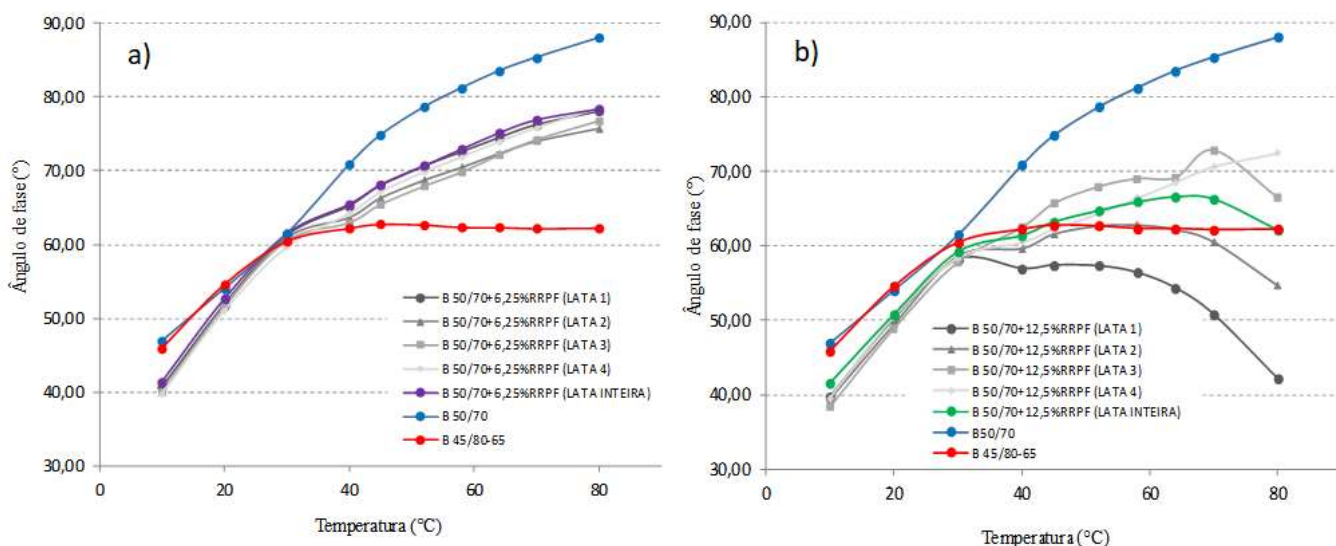 a)
90,00
80,00
70,00
60,00
50,00
40,00
30,00
Ângulo de fase (°)
0
20
40
60
80
Temperatura (°C)
B 50/70+6,25%RRPF (LATA 1)
B 50/70+6,25%RRPF (LATA 2)
B 50/70+6,25%RRPF (LATA 3)
B 50/70+6,25%RRPF (LATA 4)
B 50/70+6,25%RRPF (LATA INTEIRA)
B 50/70
B 45/80-65
b)
90,00
80,00
70,00
60,00
50,00
40,00
30,00
Ângulo de fase (°)
0
20
40
60
80
Temperatura (°C)
B 50/70+12,5%RRPF (LATA 1)
B 50/70+12,5%RRPF (LATA 2)
B 50/70+12,5%RRPF (LATA 3)
B 50/70+12,5%RRPF (LATA 4)
B 50/70+12,5%RRPF (LATA INTEIRA)
B50/70
B 45/80-65